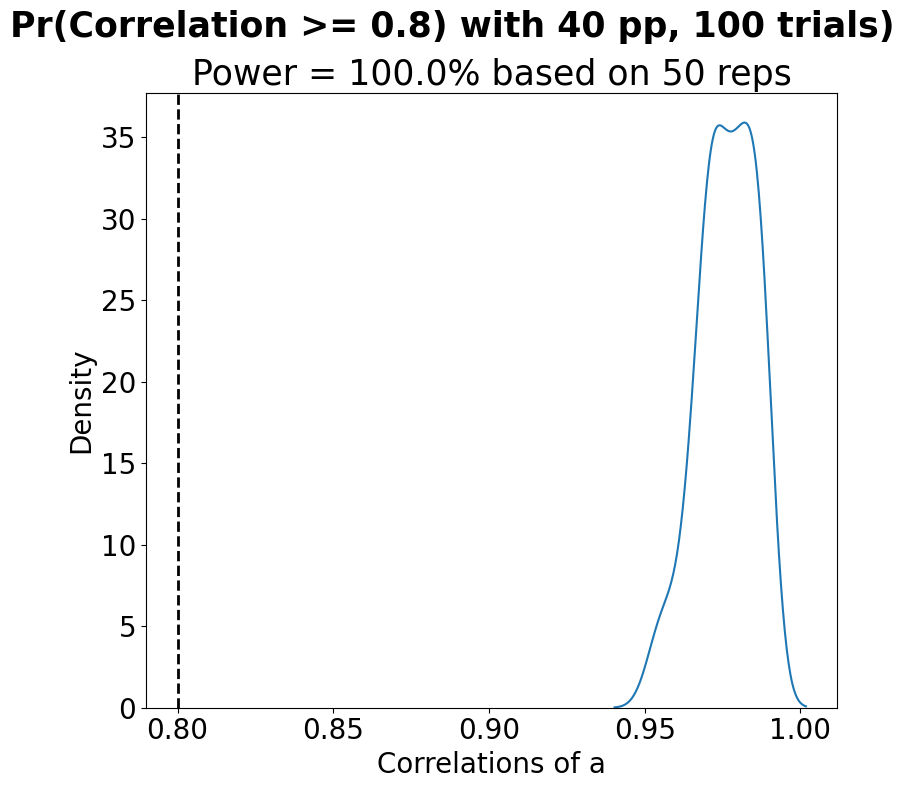 Pr(Correlation >= 0.8) with 40 pp, 100 trials)
Power = 100.0% based on 50 reps
35
30
25
20
15
10
5
0
Density
0.80 0.85 0.90 0.95 1.00
Correlations of a